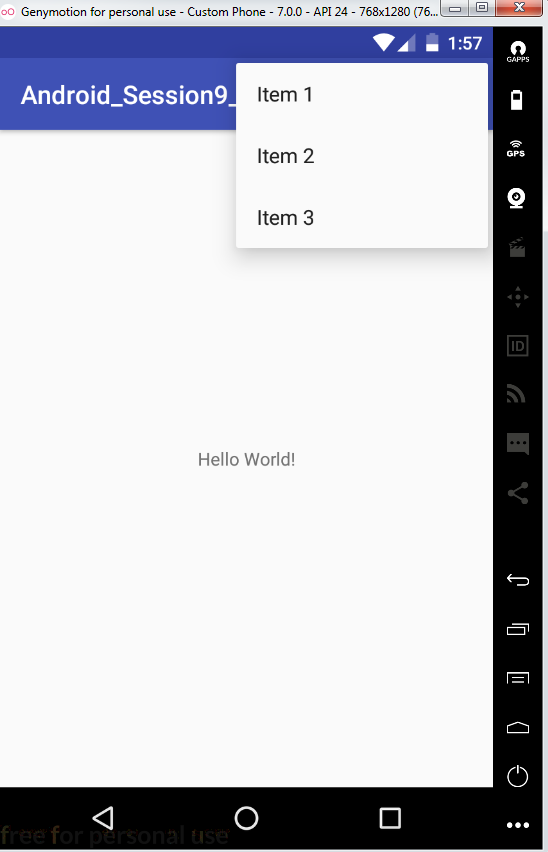 Genymotion for personal use - Custom Phone - 7.0.0 - API 24 - 768x1280 (76...
GAPPS
1:57
Android_Session9_
Item 1
Item 2
Item 3
GPS
ID
Hello World!
free for personal use